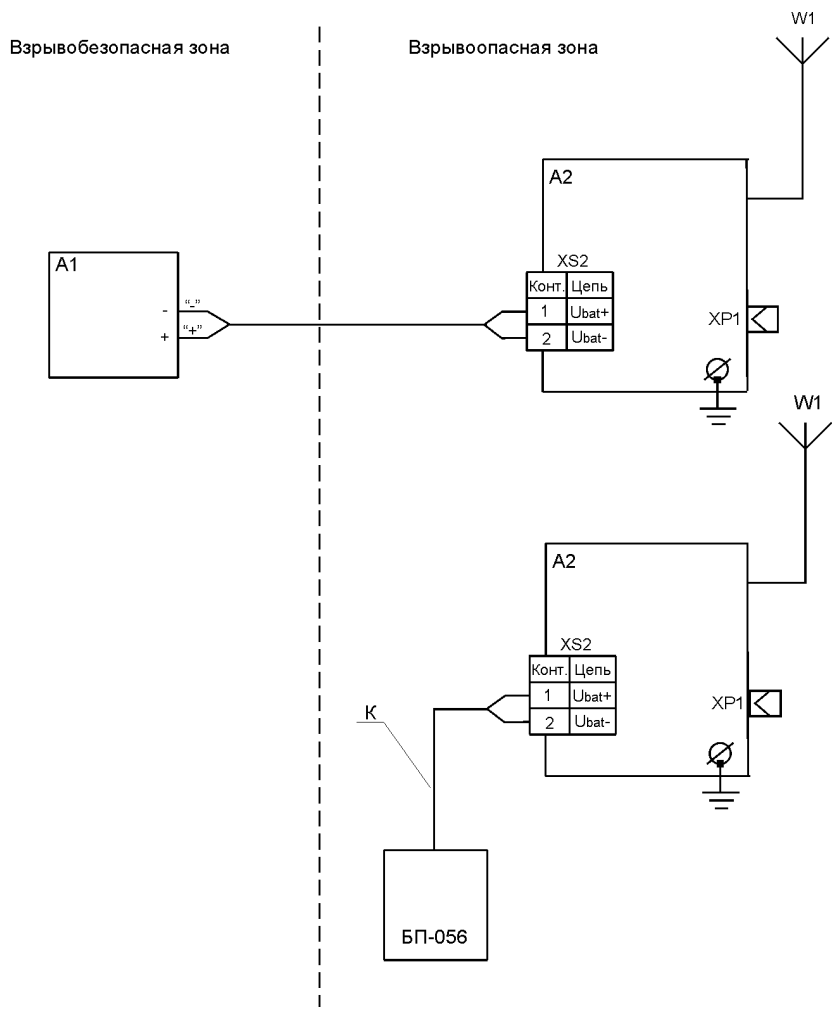 W1
Взрывобезопасная зона
Взрывоопасная зона
A2
A1
XS2
Конт. Цепь
- "-"
1 Ubat+
+ "+"
2 Ubat-
XP1
W1
A2
XS2
Конт. Цепь
1 Ubat+
2 Ubat-
XP1
К
БП-056